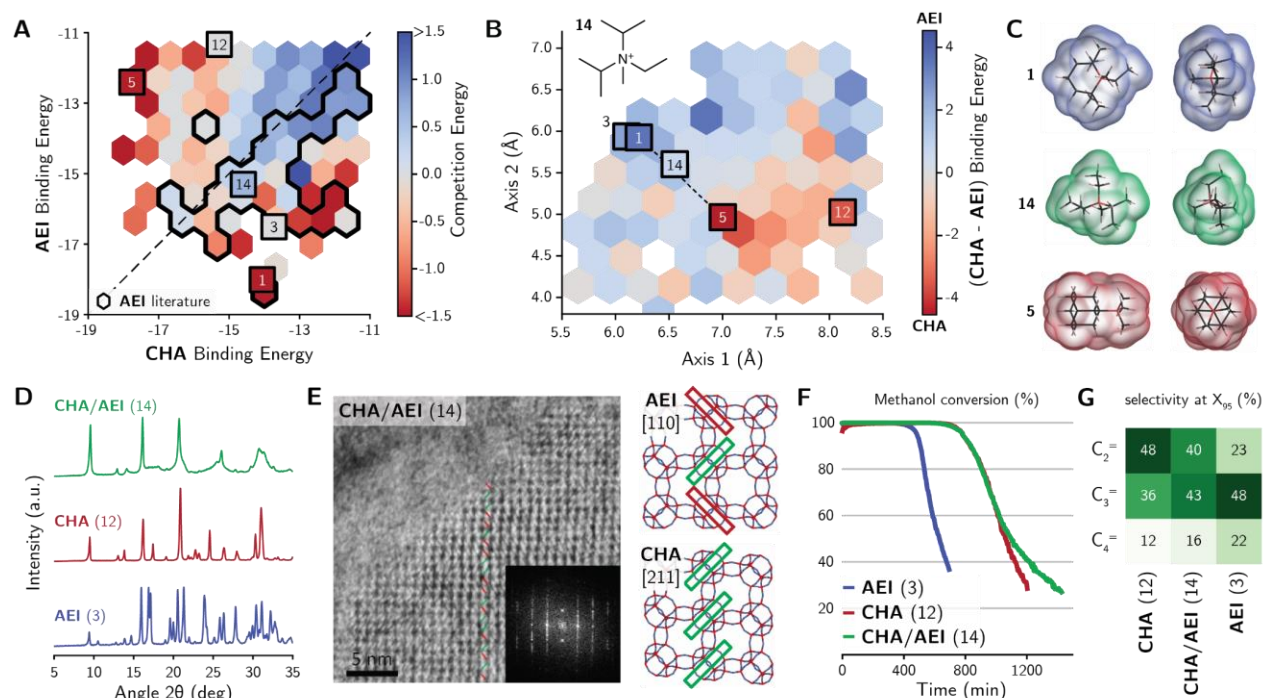 A
AEI Binding Energy
-11
-13
-15
-17
-19
12
5
14
3
1
AEI literature
-19
-17
-15
-13
-11
CHA Binding Energy
>1.5
1.0
0.5
0.0
-0.5
-1.0
<-1.5
Competition Energy
B
14
N+
Axis 2 (Å)
7.0
6.5
6.0
5.5
5.0
4.5
4.0
3
1
14
5
12
5.5
6.0
6.5
7.0
7.5
8.0
8.5
Axis 1 (Å)
AEI
4
2
0
-2
-4
CHA
(CHA - AEI) Binding Energy
C
1
14
5
D
Intensity (a.u.)
CHA/AEI (14)
CHA (12)
AEI (3)
5
10
15
20
25
30
35
Angle 2θ (deg)
E
CHA/AEI (14)
5 nm
AEI
[110]
CHA
[211]
F
Methanol conversion (%)
100
80
60
40
20
AEI (3)
CHA (12)
CHA/AEI (14)
0
400
800
1200
Time (min)
G
selectivity at X95 (%)
C2=
48
40
23
C3=
36
43
48
C4=
12
16
22
CHA (12)
CHA/AEI (14)
AEI (3)